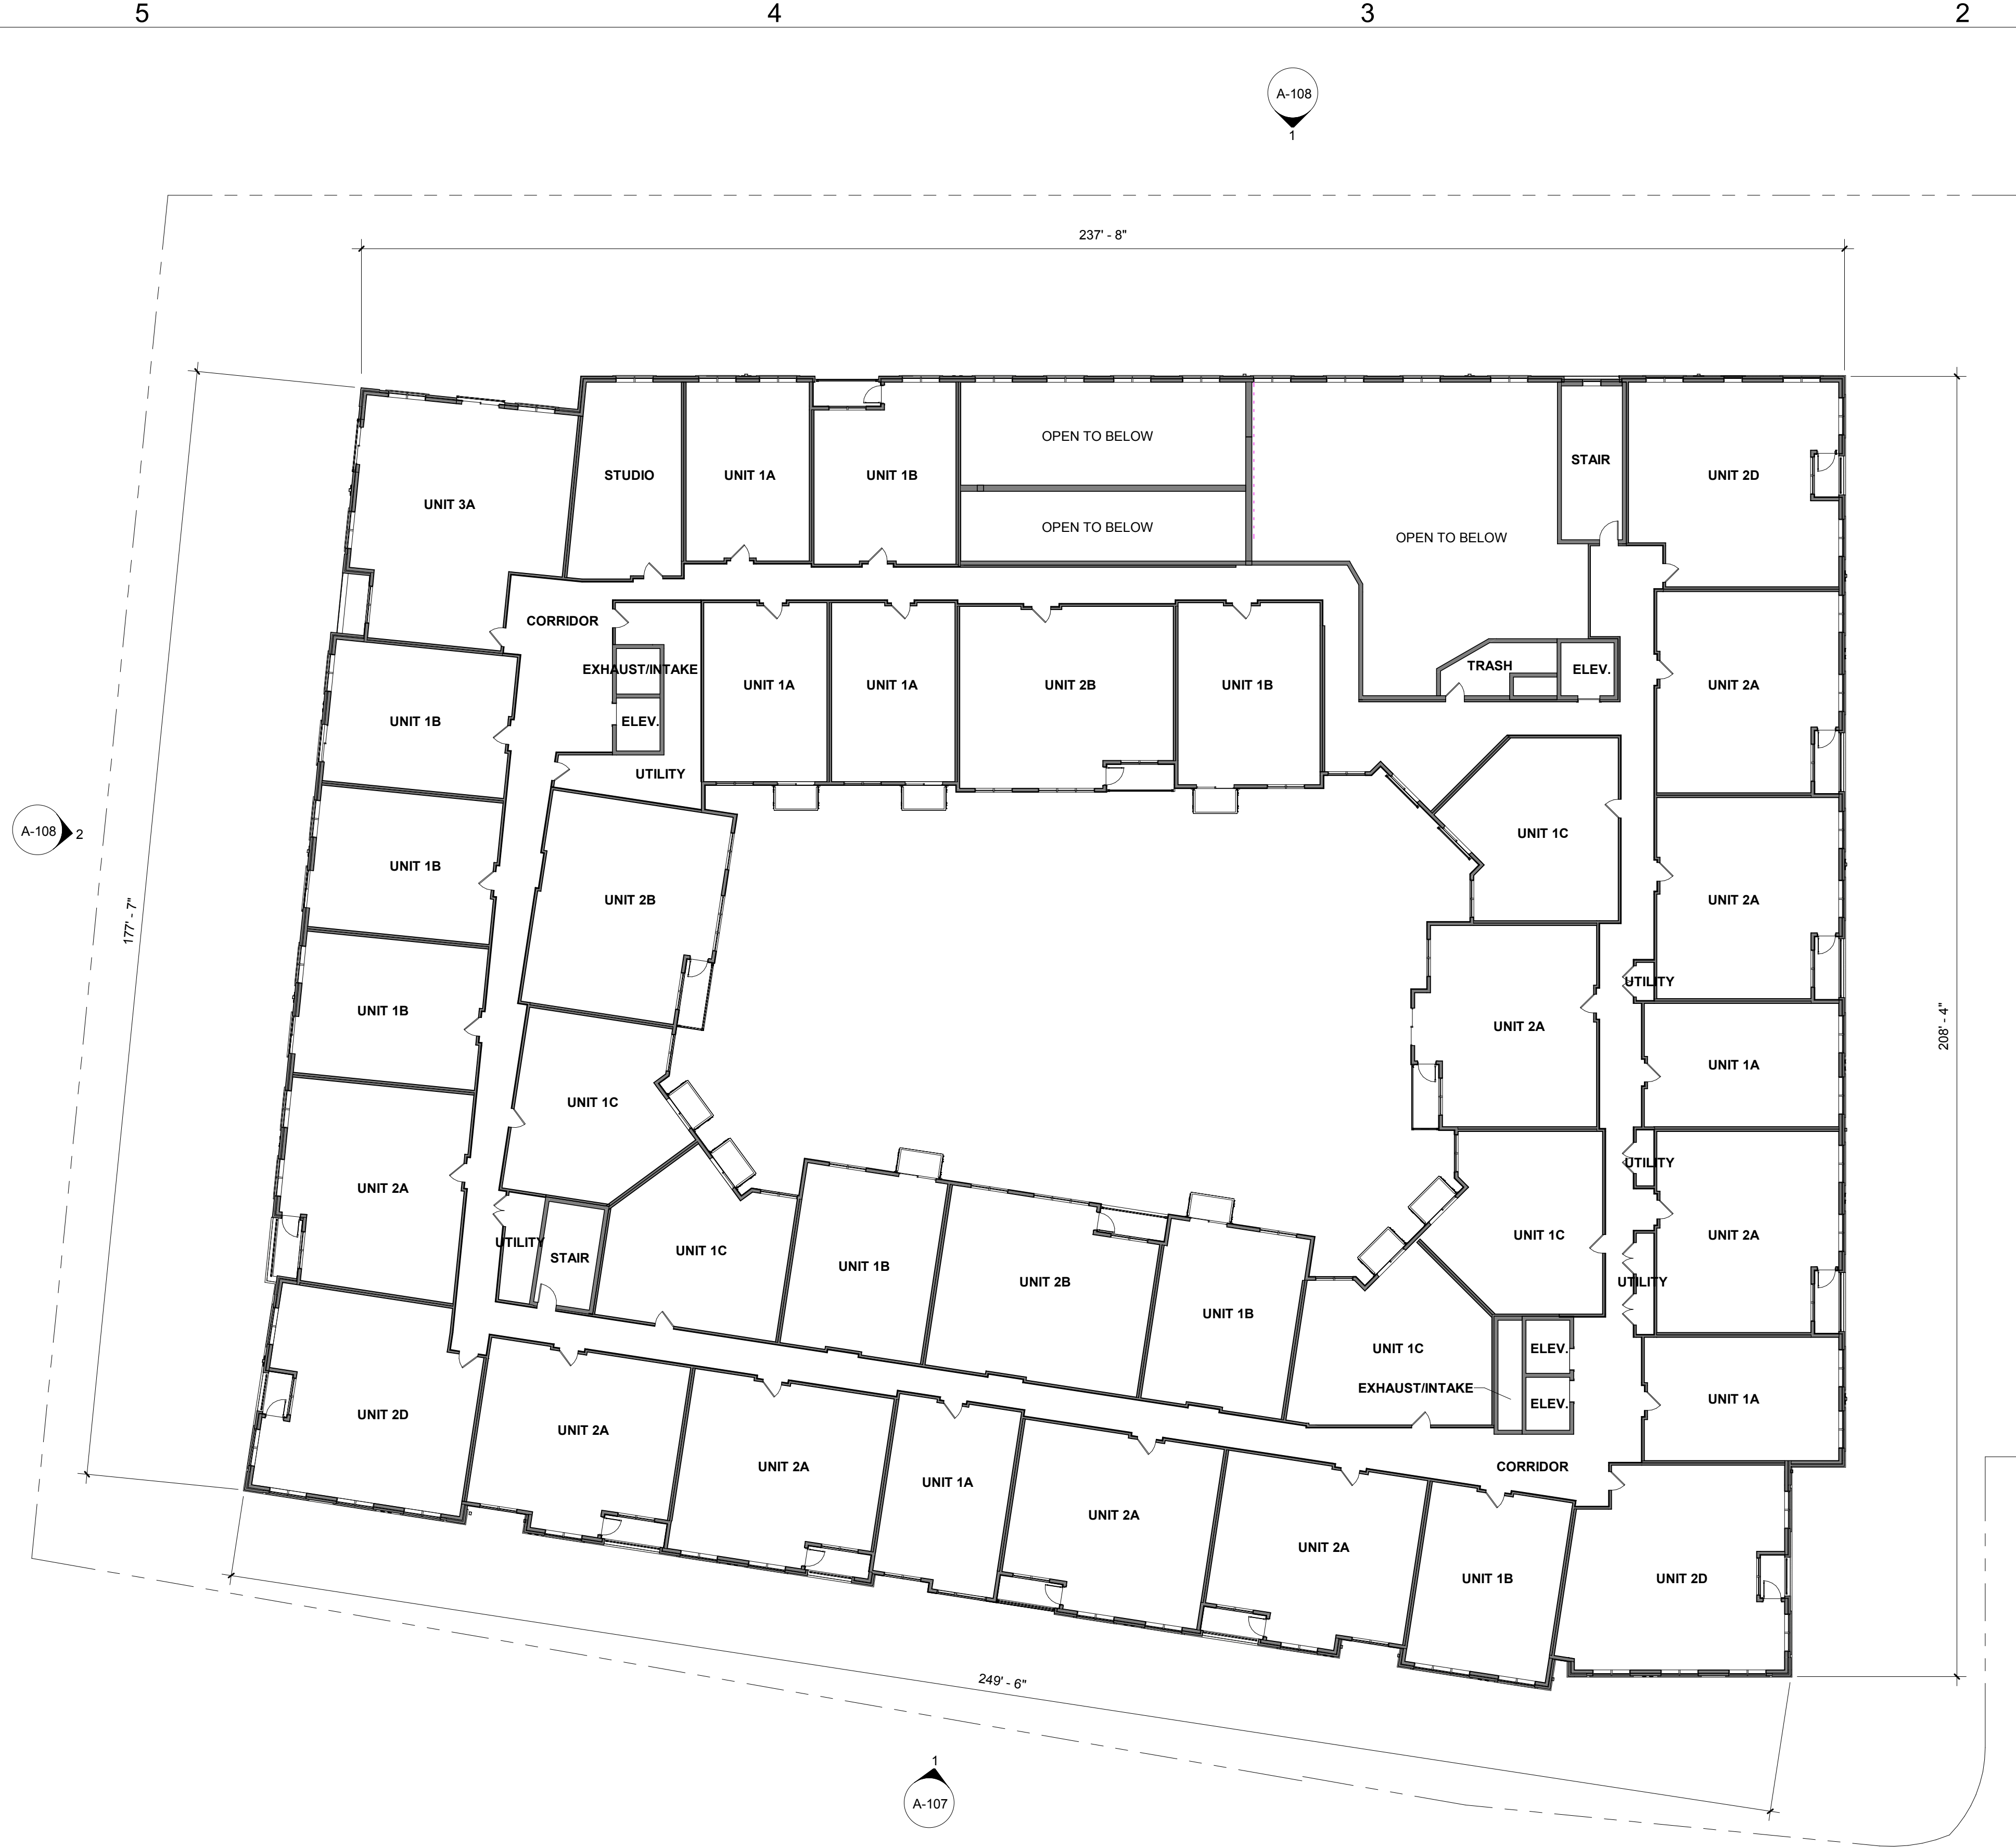 5 4 3 2
A-108
1
237' - 8"
OPEN TO BELOW
STAIR
STUDIO UNIT 1A UNIT 1B UNIT 2D
UNIT 3A
OPEN TO BELOW
OPEN TO BELOW
CORRIDOR
EXHAUST/INTAKE TRASH ELEV.
UNIT 1A UNIT 1A UNIT 2B UNIT 1B UNIT 2A
UNIT 1B ELEV.
UTILITY
A-108 2 UNIT 1C
UNIT 1B
UNIT 2B UNIT 2A
177' - 7"
UTILITY
UNIT 1B
UNIT 2A 208' - 4"
UNIT 1A
UNIT 1C
UTILITY
UNIT 2A
UTILITY STAIR UNIT 1C UNIT 1C UNIT 2A
UNIT 1B UNIT 2B UTILITY
UNIT 1B
UNIT 1C ELEV.
EXHAUST/INTAKE
ELEV. UNIT 1A
UNIT 2D
UNIT 2A
UNIT 2A CORRIDOR
UNIT 1A
UNIT 2A
UNIT 2A
UNIT 1B UNIT 2D
249' - 6"
1
A-107